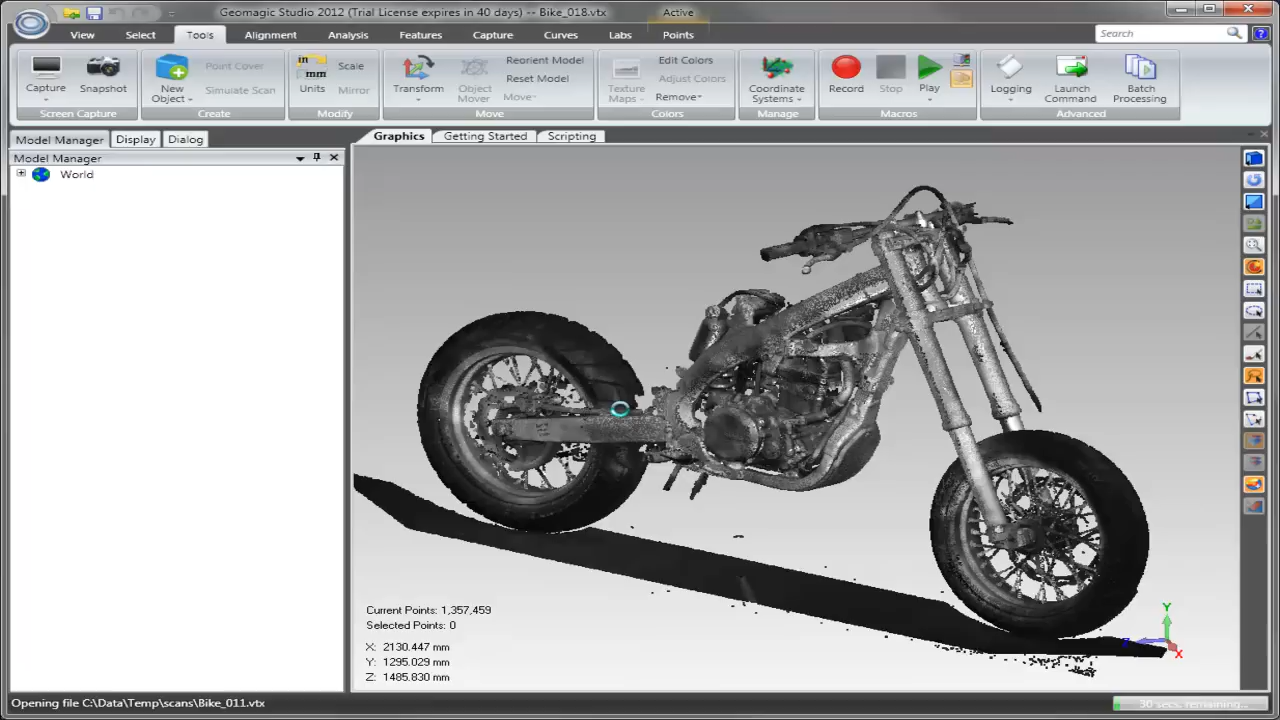 Geomagic Studio 2012 (Trial License expires in 40 days) -- Bike_018.vtx
Active
View Select Tools Alignment Analysis Features Capture Curves Labs Points
Search
Capture
Snapshot
Screen Capture
New
Object
Point Cover
Simulate Scan
Create
in
mm
Units
Scale
Mirror
Modify
Transform
Object
Mover
Reorient Model
Reset Model
Move
Move
Texture
Maps
Edit Colors
Adjust Colors
Remove
Colors
Coordinate
Systems
Manage
Record
Stop
Play
Macros
Logging
Launch
Command
Batch
Processing
Advanced
Model Manager Display Dialog
Graphics Getting Started Scripting
Model Manager
World
Current Points: 1,357,459
Selected Points: 0
X: 2130.447 mm
Y: 1295.029 mm
Z: 1485.830 mm
Y
Z
X
Opening file C:\Data\Temp\scans\Bike_011.vtx
30 secs. remaining...